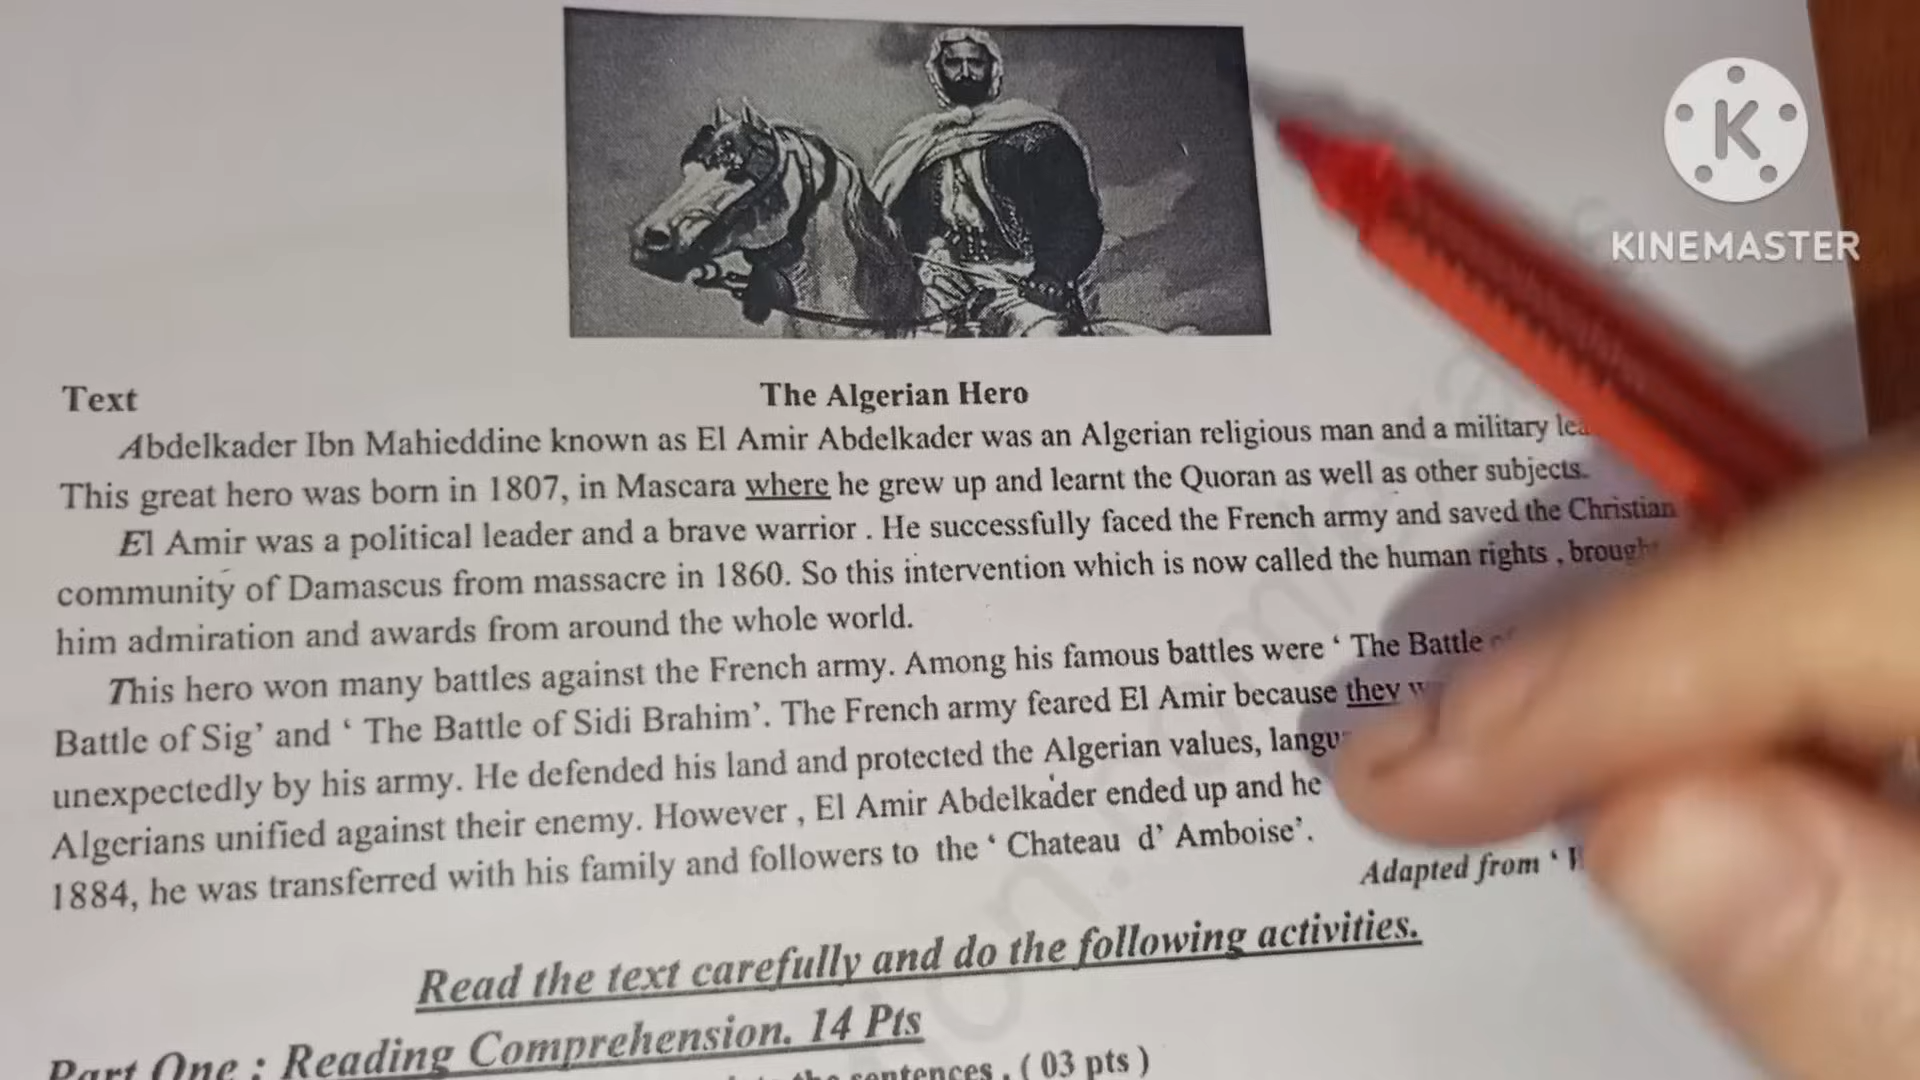 KINEMASTER
Text The Algerian Hero
Abdelkader Ibn Mahieddine known as El Amir Abdelkader was an Algerian religious man and a military
This great hero was born in 1807, in Mascara where he grew up and learnt the Quoran as well as other subjects.
El Amir was a political leader and a brave warrior . He successfully faced the French army and saved the Christian
community of Damascus from massacre in 1860. So this intervention which is now called the human rights , brought
him admiration and awards from around the whole world.
This hero won many battles against the French army. Among his famous battles were ‘ The Battle
Battle of Sig’ and ‘ The Battle of Sidi Brahim’. The French army feared El Amir because they
unexpectedly by his army. He defended his land and protected the Algerian values,
Algerians unified against their enemy. However , El Amir Abdelkader ended up and he
1884, he was transferred with his family and followers to the ‘ Chateau d’ Amboise’.
Adapted from ‘
Read the text carefully and do the following activities.
Part One : Reading Comprehension. 14 Pts
the sentences . ( 03 pts )